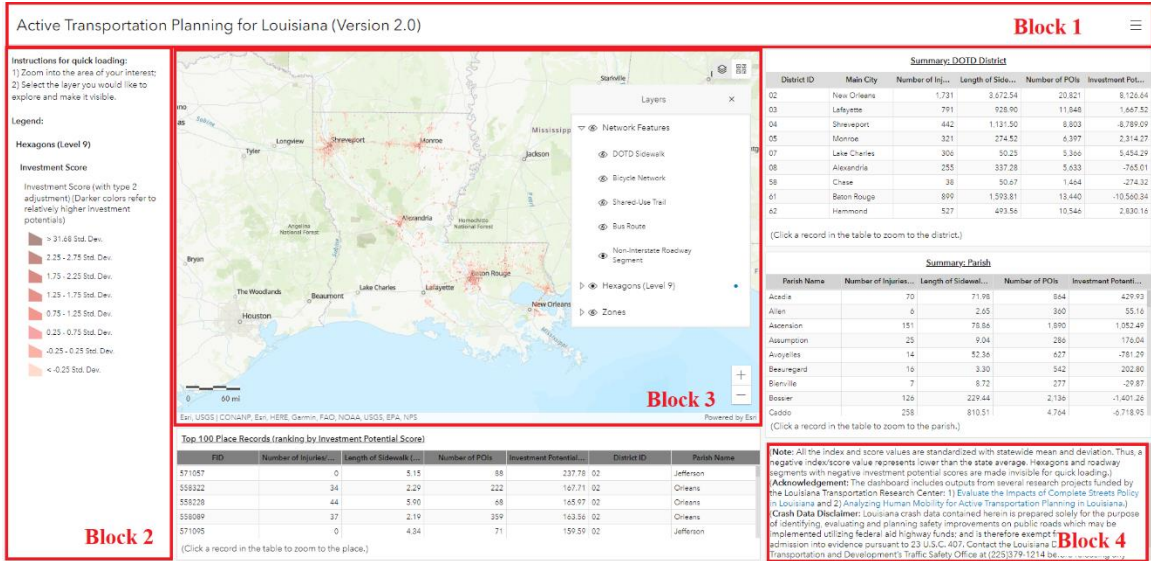 Active Transportation Planning for Louisiana (Version 2.0)
Block 1
Instructions for quick loading:
1) Zoom into the area of your interest;
2) Select the layer you would like to
explore and make it visible.
Legend:
Hexagons (Level 9)
Investment Score
Investment Score (with type 2
adjustment) (Darker colors refer to
relatively higher investment
potentials)
> 31.68 Std. Dev.
2.25 - 2.75 Std. Dev.
1.75 - 2.25 Std. Dev.
1.25 - 1.75 Std. Dev.
0.75 - 1.25 Std. Dev.
0.25 - 0.75 Std. Dev.
-0.25 - 0.25 Std. Dev.
< -0.25 Std. Dev.
Block 2
Starkville
Mississipp
Longview
Shreveport
Monroe
Tyler
Jackson
Alexandria
Homochitto
National Forest
Angelina
National Forest
Bryon
Baton Rouge
The Woodlands
Beaumont
Lake Charles
Lafayette
New Orleans
Houston
0 60 mi
Layers ×
Network Features
DOTD Sidewalk
Bicycle Network
Shared-Use Trail
Bus Route
Non-Interstate Roadway
Segment
Hexagons (Level 9)
Zones
+
−
Block 3
Esri, USGS | CONANP, Esri, HERE, Garmin, FAO, NOAA, USGS, EPA, NPS Powered by Esri
Top 100 Place Records (ranking by Investment Potential Score)
FID Number of Injuries/... Length of Sidewalk (... Number of POIs Investment Potential... District ID Parish Name
571057 0 5.15 88 237.78 02 Jefferson
558322 34 2.29 222 167.71 02 Orleans
558228 44 5.90 68 165.97 02 Orleans
558089 37 2.19 359 163.56 02 Orleans
571095 0 4.34 71 159.59 02 Jefferson
(Click a record in the table to zoom to the place.)
Summary: DOTD District
District ID Main City Number of Inj... Length of Side... Number of POIs Investment Pot...
02 New Orleans 1,731 3,672.54 20,821 8,126.64
03 Lafayette 791 928.90 11,848 1,667.52
04 Shreveport 442 1,131.50 8,803 -8,789.09
05 Monroe 321 274.52 6,397 2,314.27
07 Lake Charles 306 50.25 5,366 5,454.29
08 Alexandria 255 337.28 5,633 -765.01
58 Chase 38 50.67 1,464 -274.32
61 Baton Rouge 899 1,593.81 13,440 -10,560.34
62 Hammond 527 493.56 10,546 2,830.16
(Click a record in the table to zoom to the district.)
Summary: Parish
Parish Name Number of Injuries... Length of Sidewal... Number of POIs Investment Potenti...
Acadia 70 71.98 864 429.93
Allen 6 2.65 360 55.16
Ascension 151 78.86 1,890 1,052.49
Assumption 25 9.04 286 176.04
Avoyelles 14 52.36 627 -781.29
Beauregard 16 3.30 542 202.80
Bienville 7 8.72 277 -29.87
Bossier 126 229.44 2,136 -1,401.26
Caddo 258 810.51 4,764 -6,718.95
(Click a record in the table to zoom to the parish.)
(Note: All the index and score values are standardized with statewide mean and deviation. Thus, a
negative index/score value represents lower than the state average. Hexagons and roadway
segments with negative investment potential scores are made invisible for quick loading.)
(Acknowledgement: The dashboard includes outputs from several research projects funded by
the Louisiana Transportation Research Center: 1) Evaluate the Impacts of Complete Streets Policy
in Louisiana and 2) Analyzing Human Mobility for Active Transportation Planning in Louisiana.)
(Crash Data Disclaimer: Louisiana crash data contained herein is prepared solely for the purpose
of identifying, evaluating and planning safety improvements on public roads which may be
implemented utilizing federal aid highway funds; and is therefore exempt
admission into evidence pursuant to 23 U.S.C. 407. Contact the Louisiana
Transportation and Development's Traffic Safety Office at (225)379-1214
Block 4